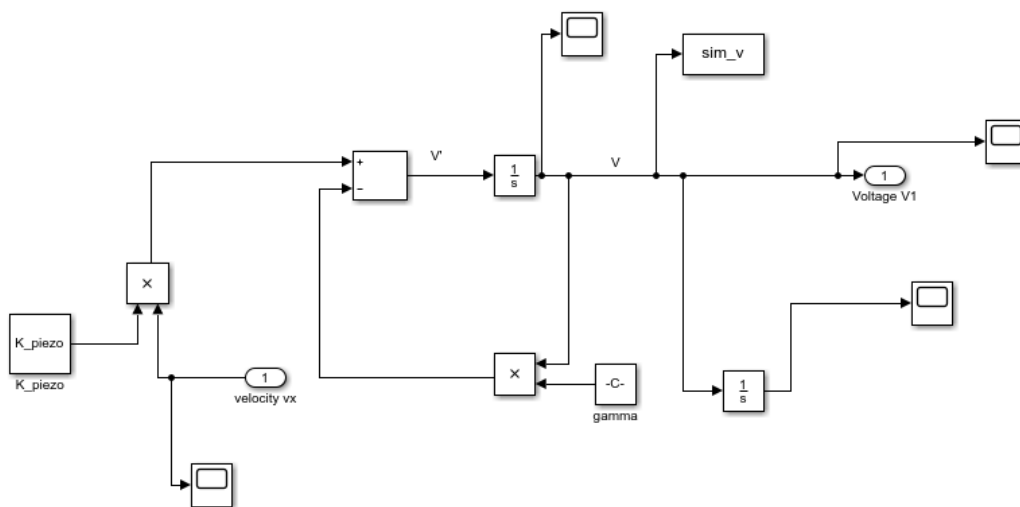 sim_v
V'
1
s
V
+
−
1
Voltage V1
×
K_piezo
K_piezo
1
velocity vx
×
-C-
gamma
1
s